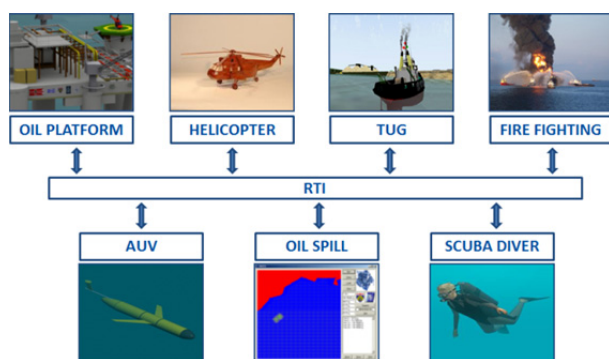 OIL PLATFORM
HELICOPTER
TUG
FIRE FIGHTING
RTI
AUV
OIL SPILL
SCUBA DIVER